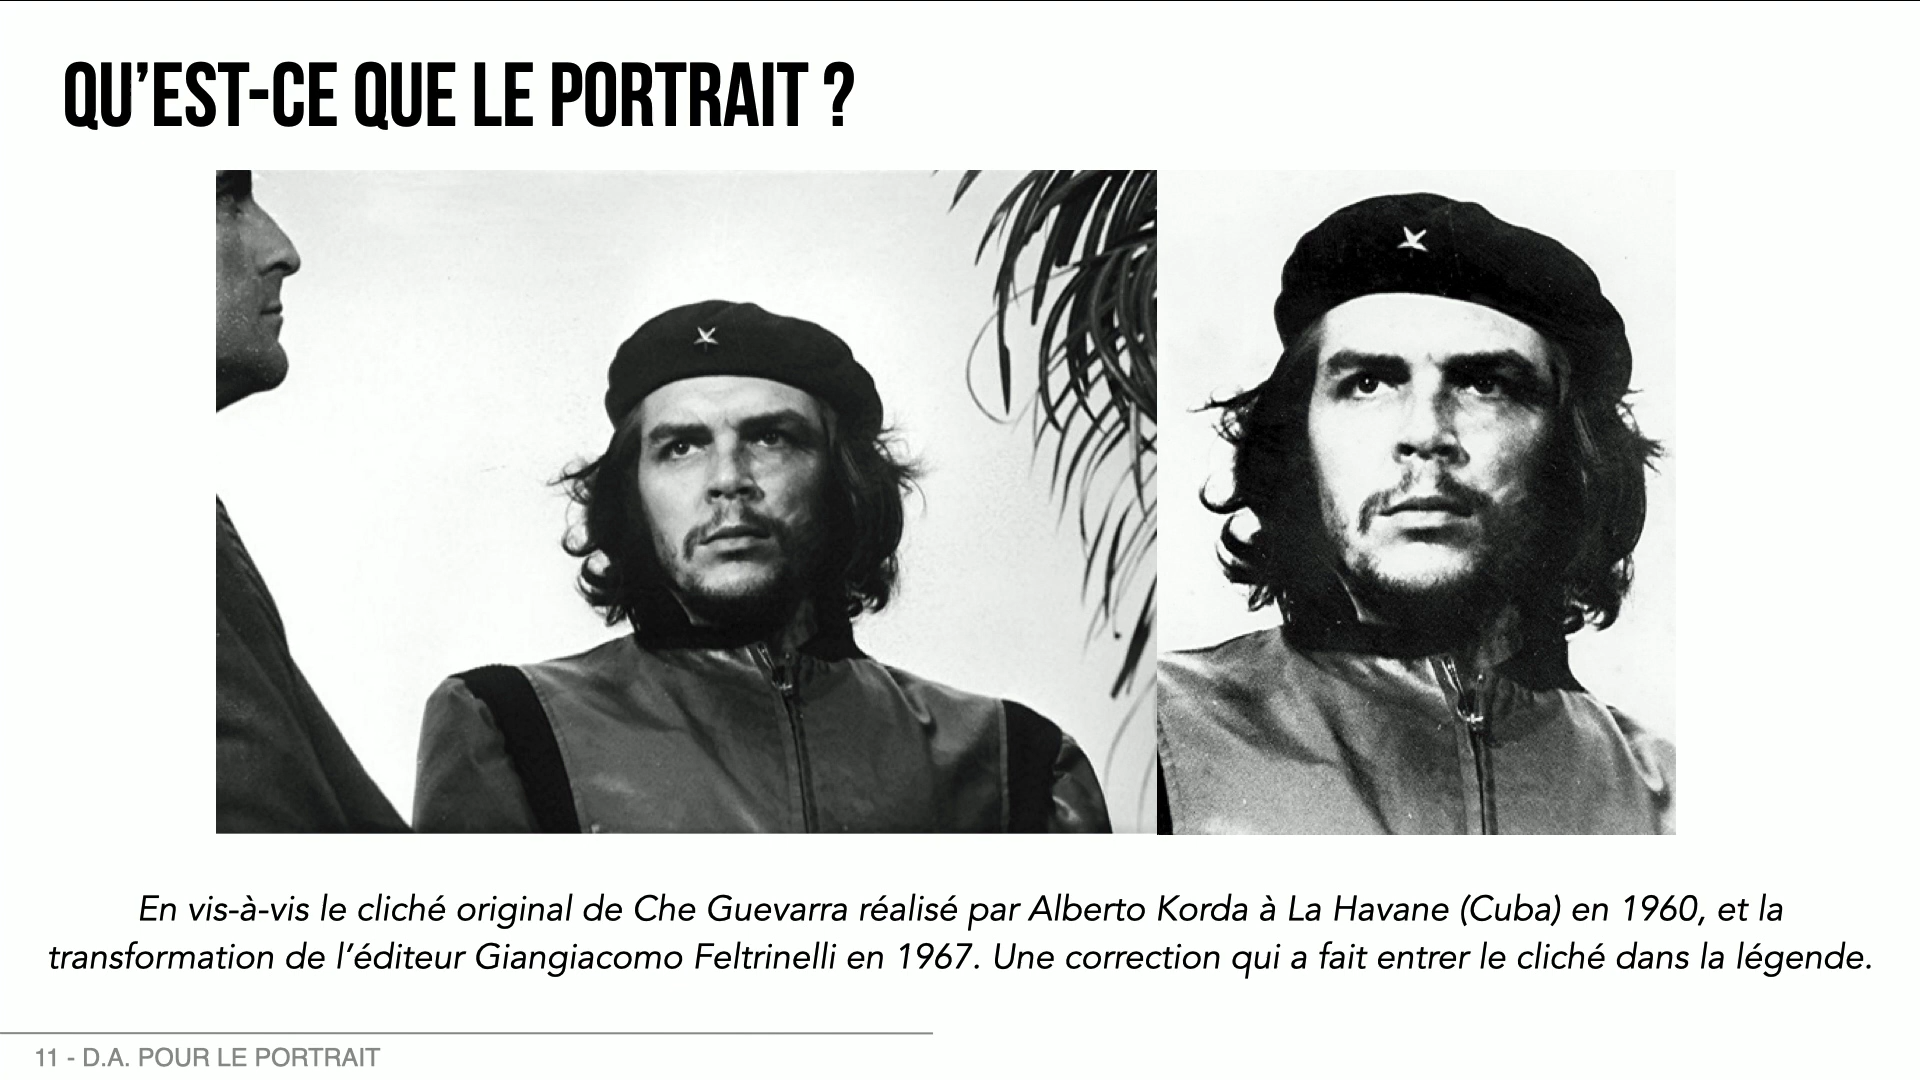 QU’EST-CE QUE LE PORTRAIT ?
En vis-à-vis le cliché original de Che Guevarra réalisé par Alberto Korda à La Havane (Cuba) en 1960, et la
transformation de l’éditeur Giangiacomo Feltrinelli en 1967. Une correction qui a fait entrer le cliché dans la légende.
11 - D.A. POUR LE PORTRAIT